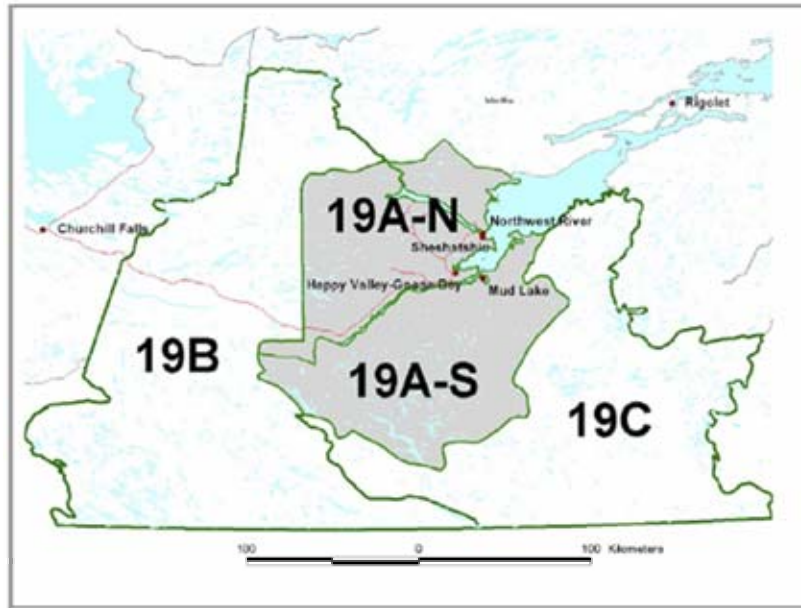 Rigolet
19A-N
Northwest River
Churchill Falls
Sheshatshie
Happy Valley-Goose Bay
Mud Lake
19B
19A-S
19C
100 0 100 Kilometers